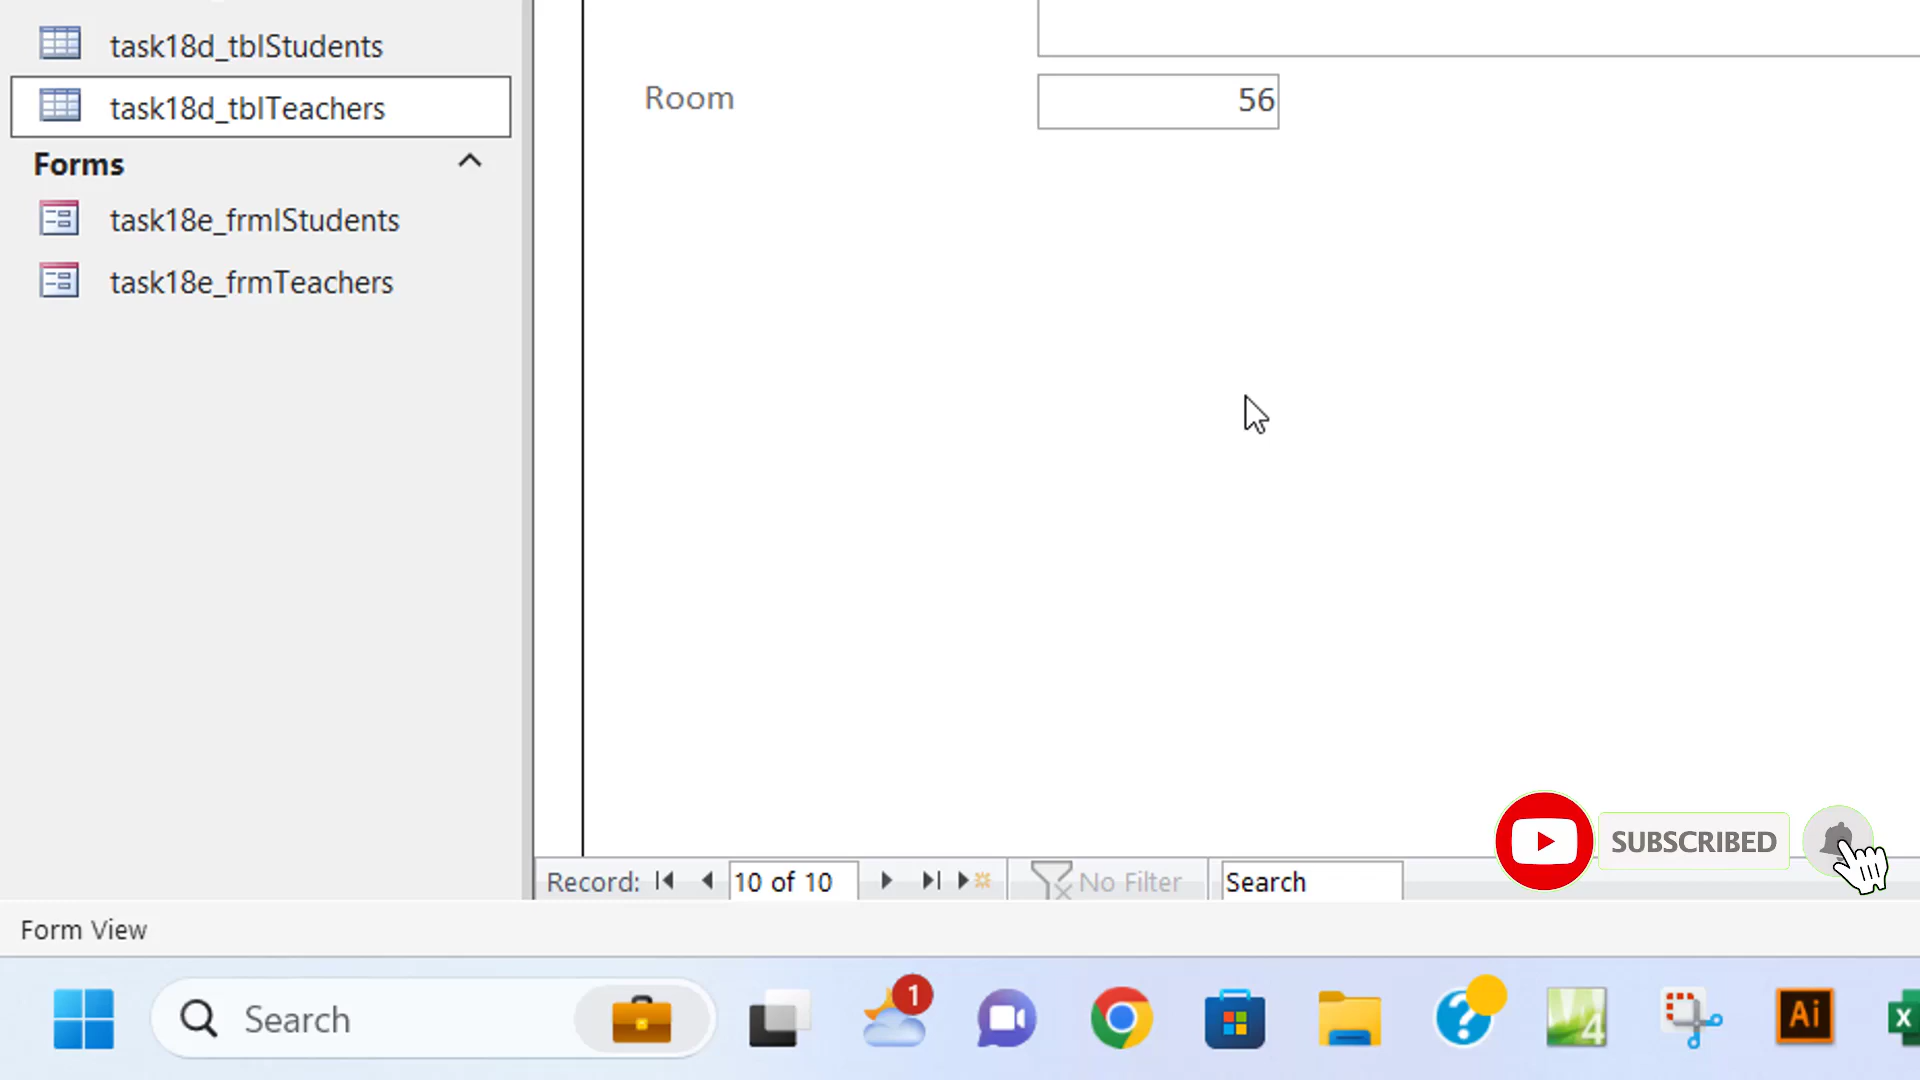 task18d_tblStudents
task18d_tblTeachers
Room
56
Forms
task18e_frmlStudents
task18e_frmTeachers
SUBSCRIBED
Record:
10 of 10
No Filter
Search
Form View
Search
1
4
Ai
X